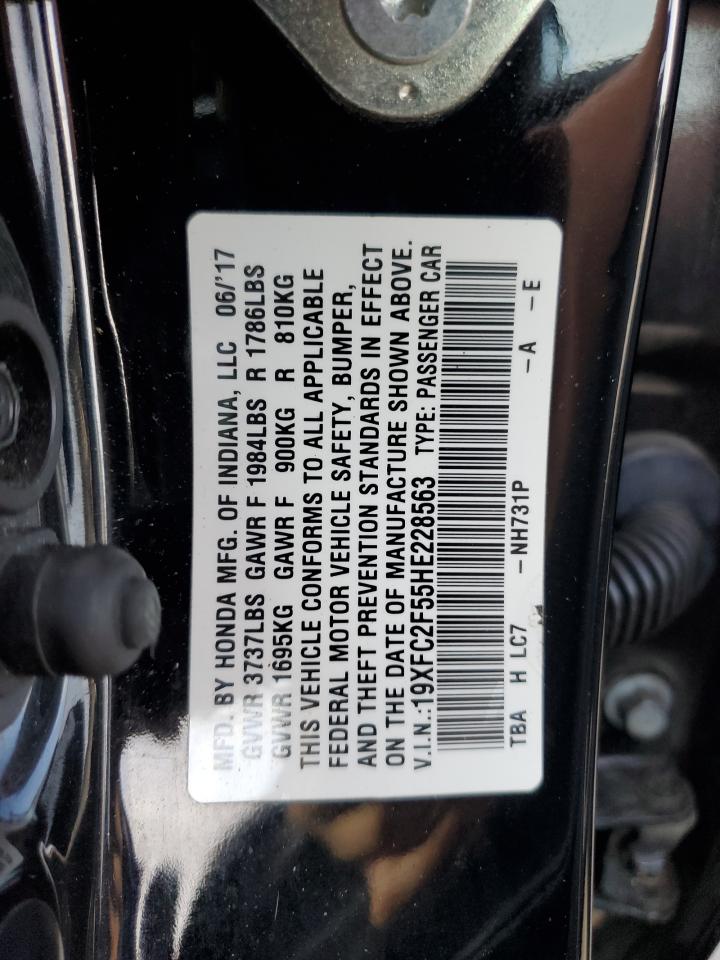 MFD. BY HONDA MFG. OF INDIANA, LLC 06/'17
GVWR 3737LBS GAWR F 1984LBS R 1786LBS
GVWR 1695KG GAWR F 900KG R 810KG
THIS VEHICLE CONFORMS TO ALL APPLICABLE
FEDERAL MOTOR VEHICLE SAFETY, BUMPER,
AND THEFT PREVENTION STANDARDS IN EFFECT
ON THE DATE OF MANUFACTURE SHOWN ABOVE.
V.I.N.:19XFC2F55HE228563 TYPE: PASSENGER CAR
TBA H LC7 -NH731P -A -E